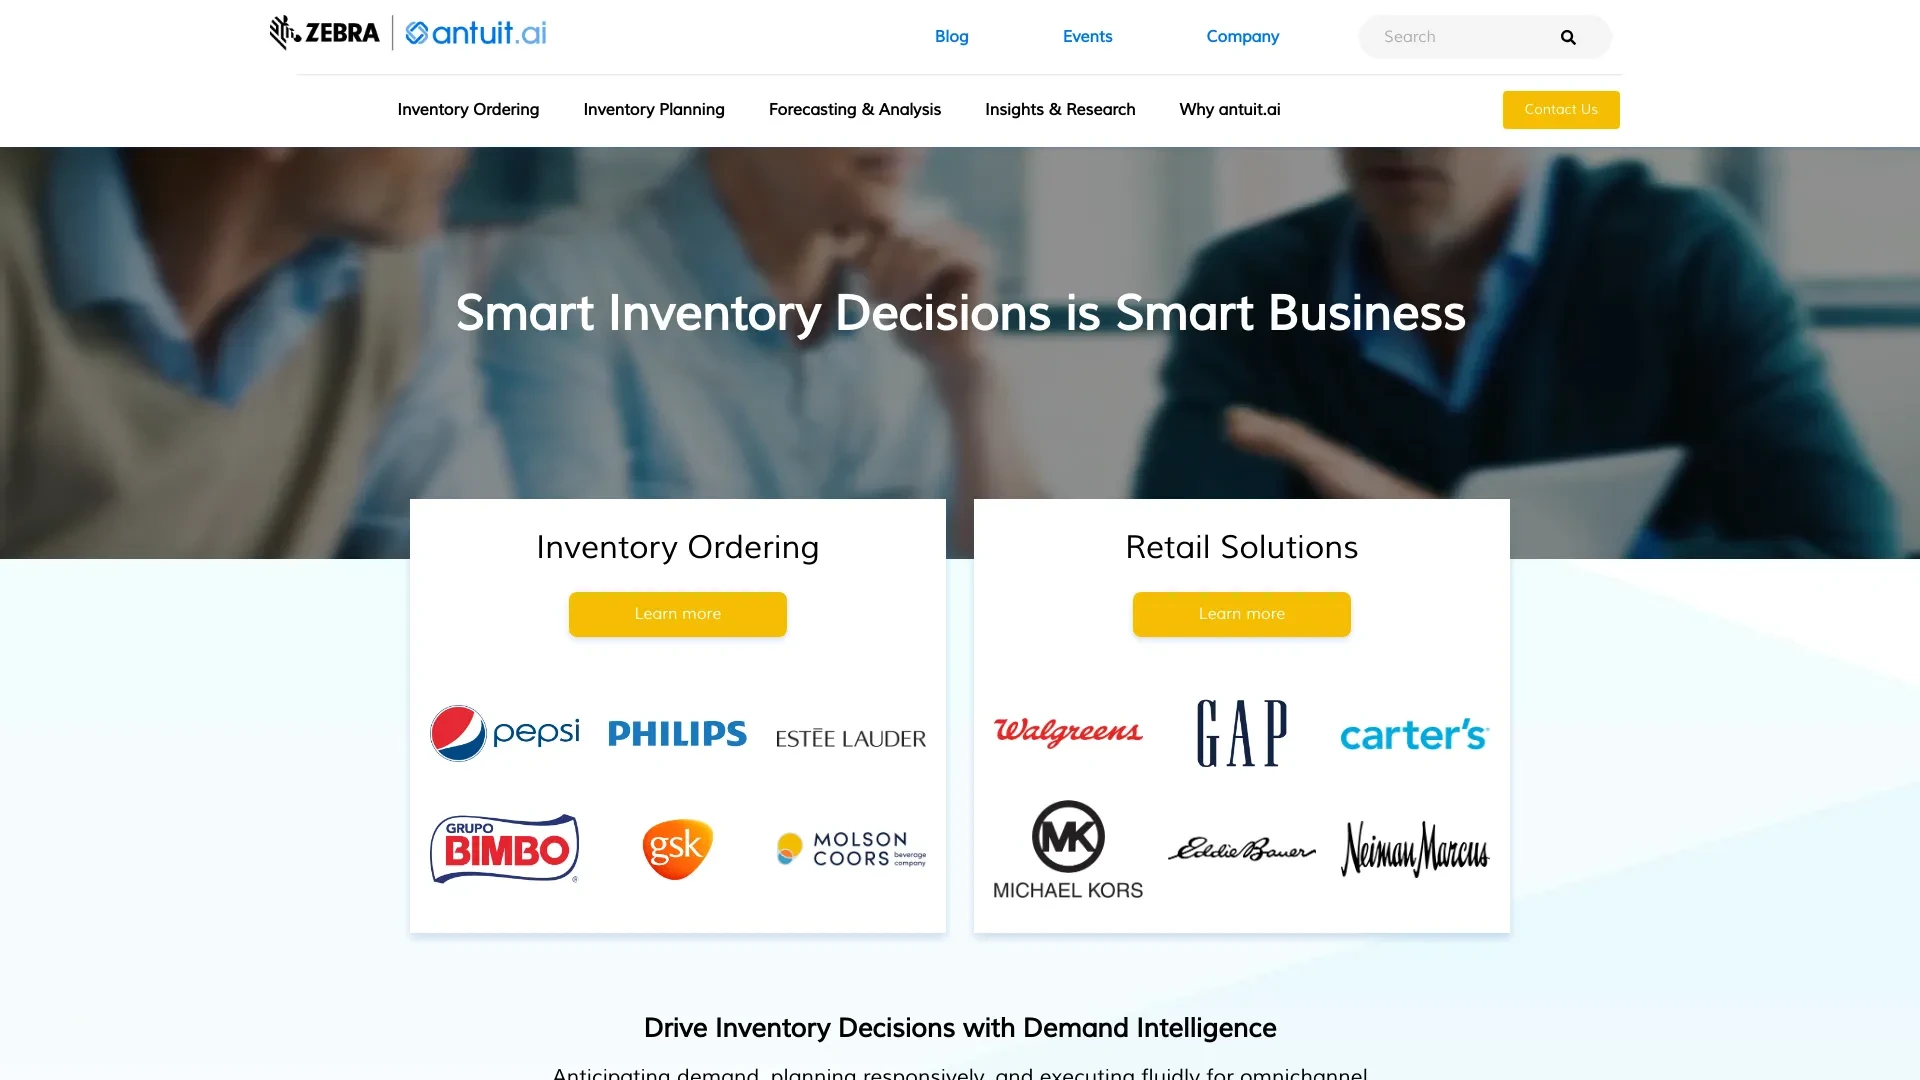 ZEBRA antuit.ai
Blog Events Company Search
Inventory Ordering Inventory Planning Forecasting & Analysis Insights & Research Why antuit.ai Contact Us
Smart Inventory Decisions is Smart Business
Inventory Ordering
Learn more
pepsi PHILIPS ESTĒE LAUDER
GRUPO
BIMBO
®
gsk
MOLSON
COORS beverage company
Retail Solutions
Learn more
Walgreens GAP carter's
MK
MICHAEL KORS
Eddie Bauer
Neiman Marcus
Drive Inventory Decisions with Demand Intelligence
Anticipating demand, planning responsively, and executing fluidly for omnichannel